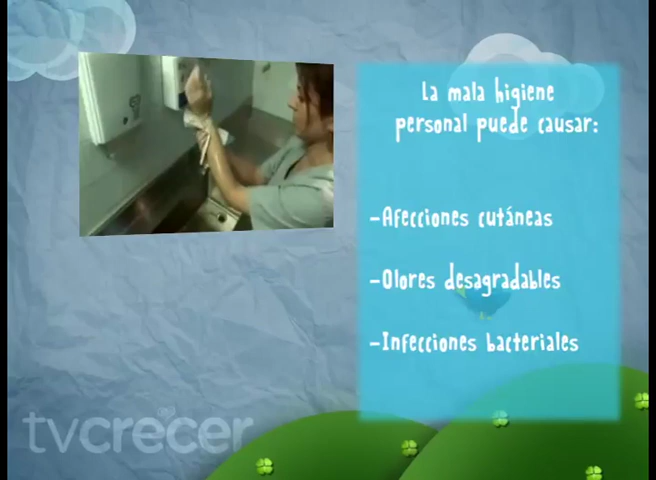 La mala higiene
personal puede causar:
-Afecciones cutáneas
-Olores desagradables
-Infecciones bacteriales
tvcrecer